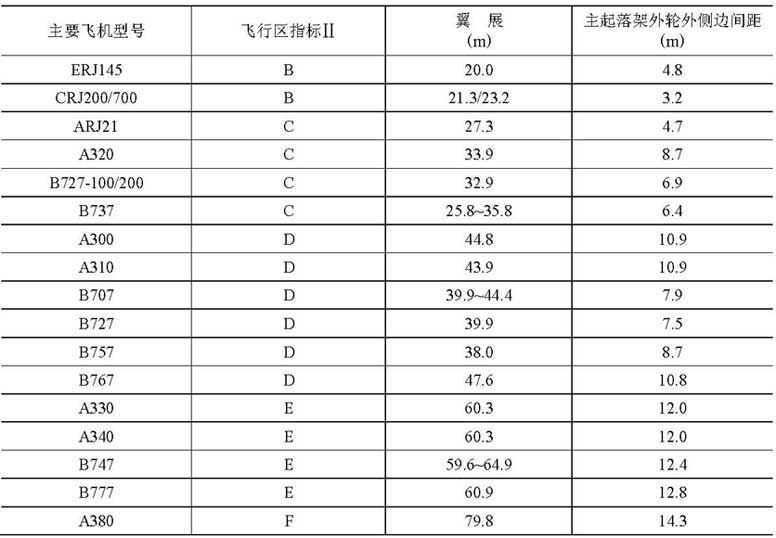 主要飞机型号 飞行区指标Ⅱ 翼 展 主起落架外轮外侧边间距
(m) (m)
ERJ145 B 20.0 4.8
CRJ200/700 B 21.3/23.2 3.2
ARJ21 C 27.3 4.7
A320 C 33.9 8.7
B727-100/200 C 32.9 6.9
B737 C 25.8~35.8 6.4
A300 D 44.8 10.9
A310 D 43.9 10.9
B707 D 39.9~44.4 7.9
B727 D 39.9 7.5
B757 D 38.0 8.7
B767 D 47.6 10.8
A330 E 60.3 12.0
A340 E 60.3 12.0
B747 E 59.6~64.9 12.4
B777 E 60.9 12.8
A380 F 79.8 14.3